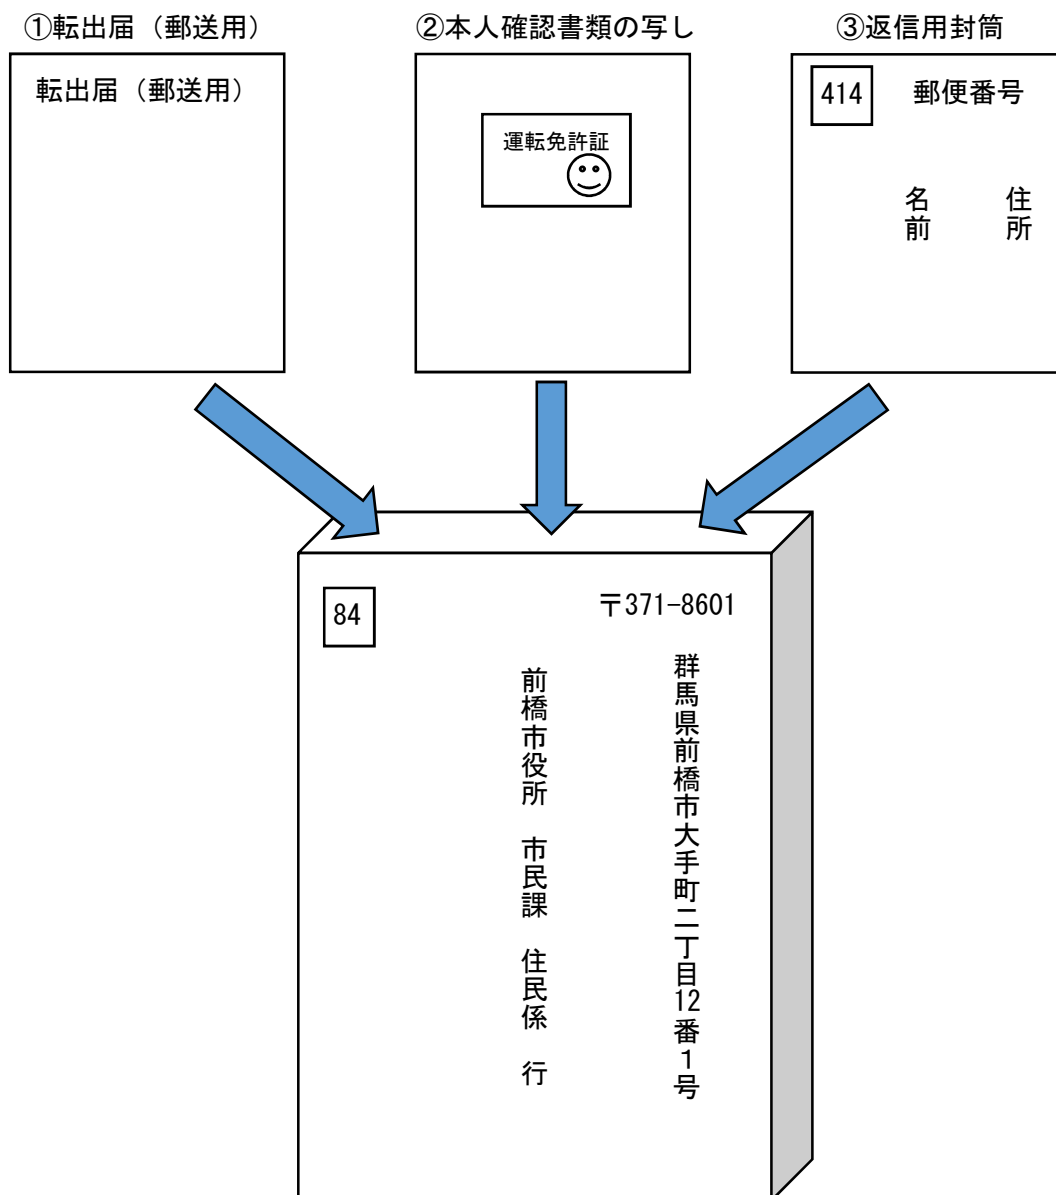 ①転出届（郵送用）
②本人確認書類の写し
③返信用封筒
転出届（郵送用）
運転免許証
414
郵便番号
住所
名前
84
〒371-8601
群馬県前橋市大手町二丁目12番1号
前橋市役所　市民課　住民係　行